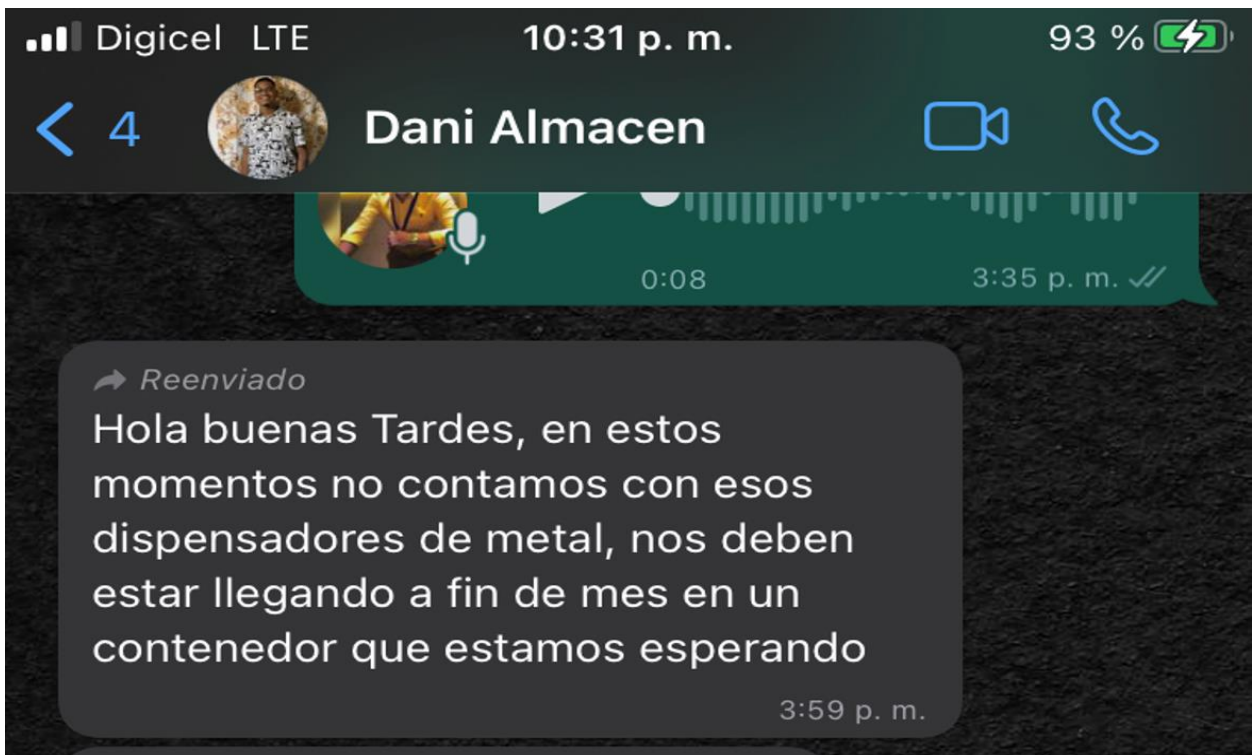 Digicel LTE 10:31 p. m. 93 %
4 Dani Almacen
0:08 3:35 p. m.
Reenviado
Hola buenas Tardes, en estos
momentos no contamos con esos
dispensadores de metal, nos deben
estar llegando a fin de mes en un
contenedor que estamos esperando
3:59 p. m.